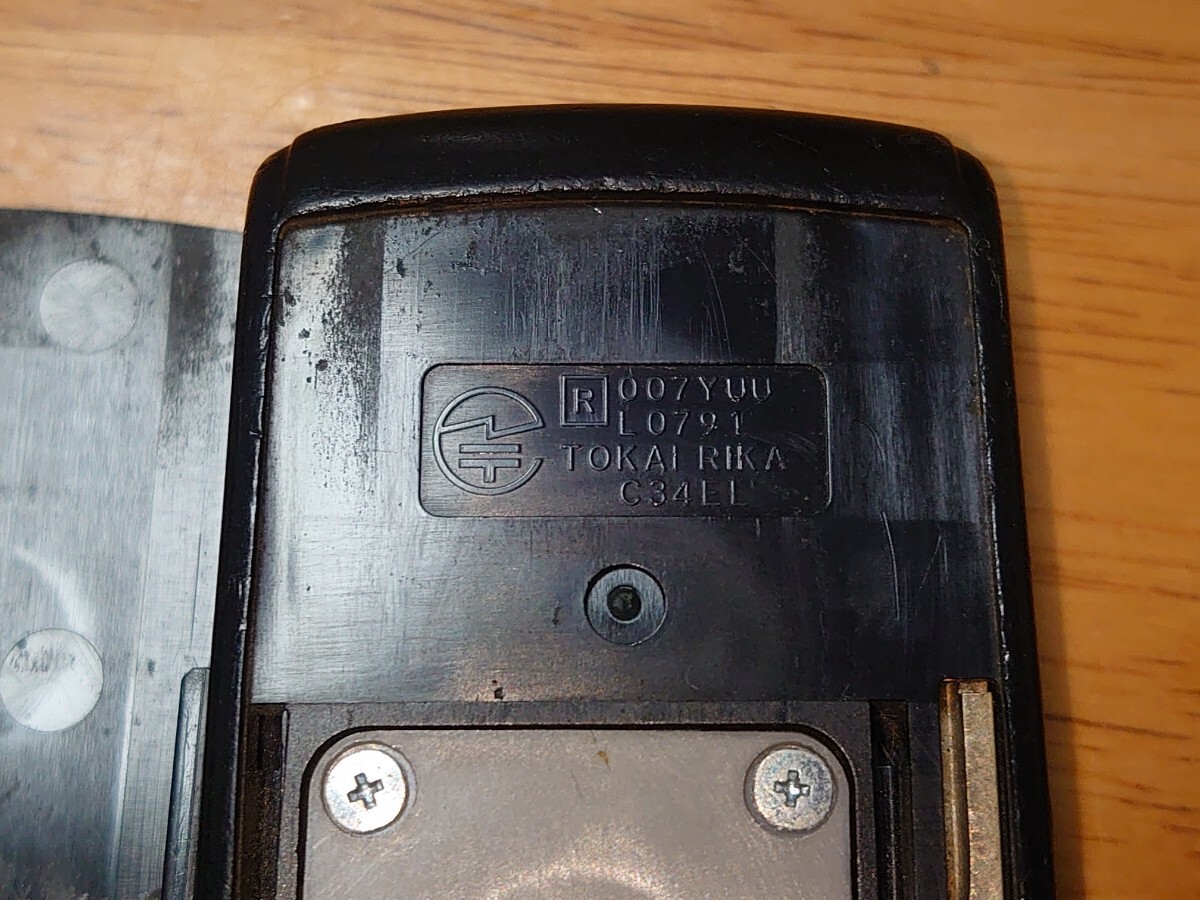 R 007YUU
L0791
TOKAI RIKA
C34EL